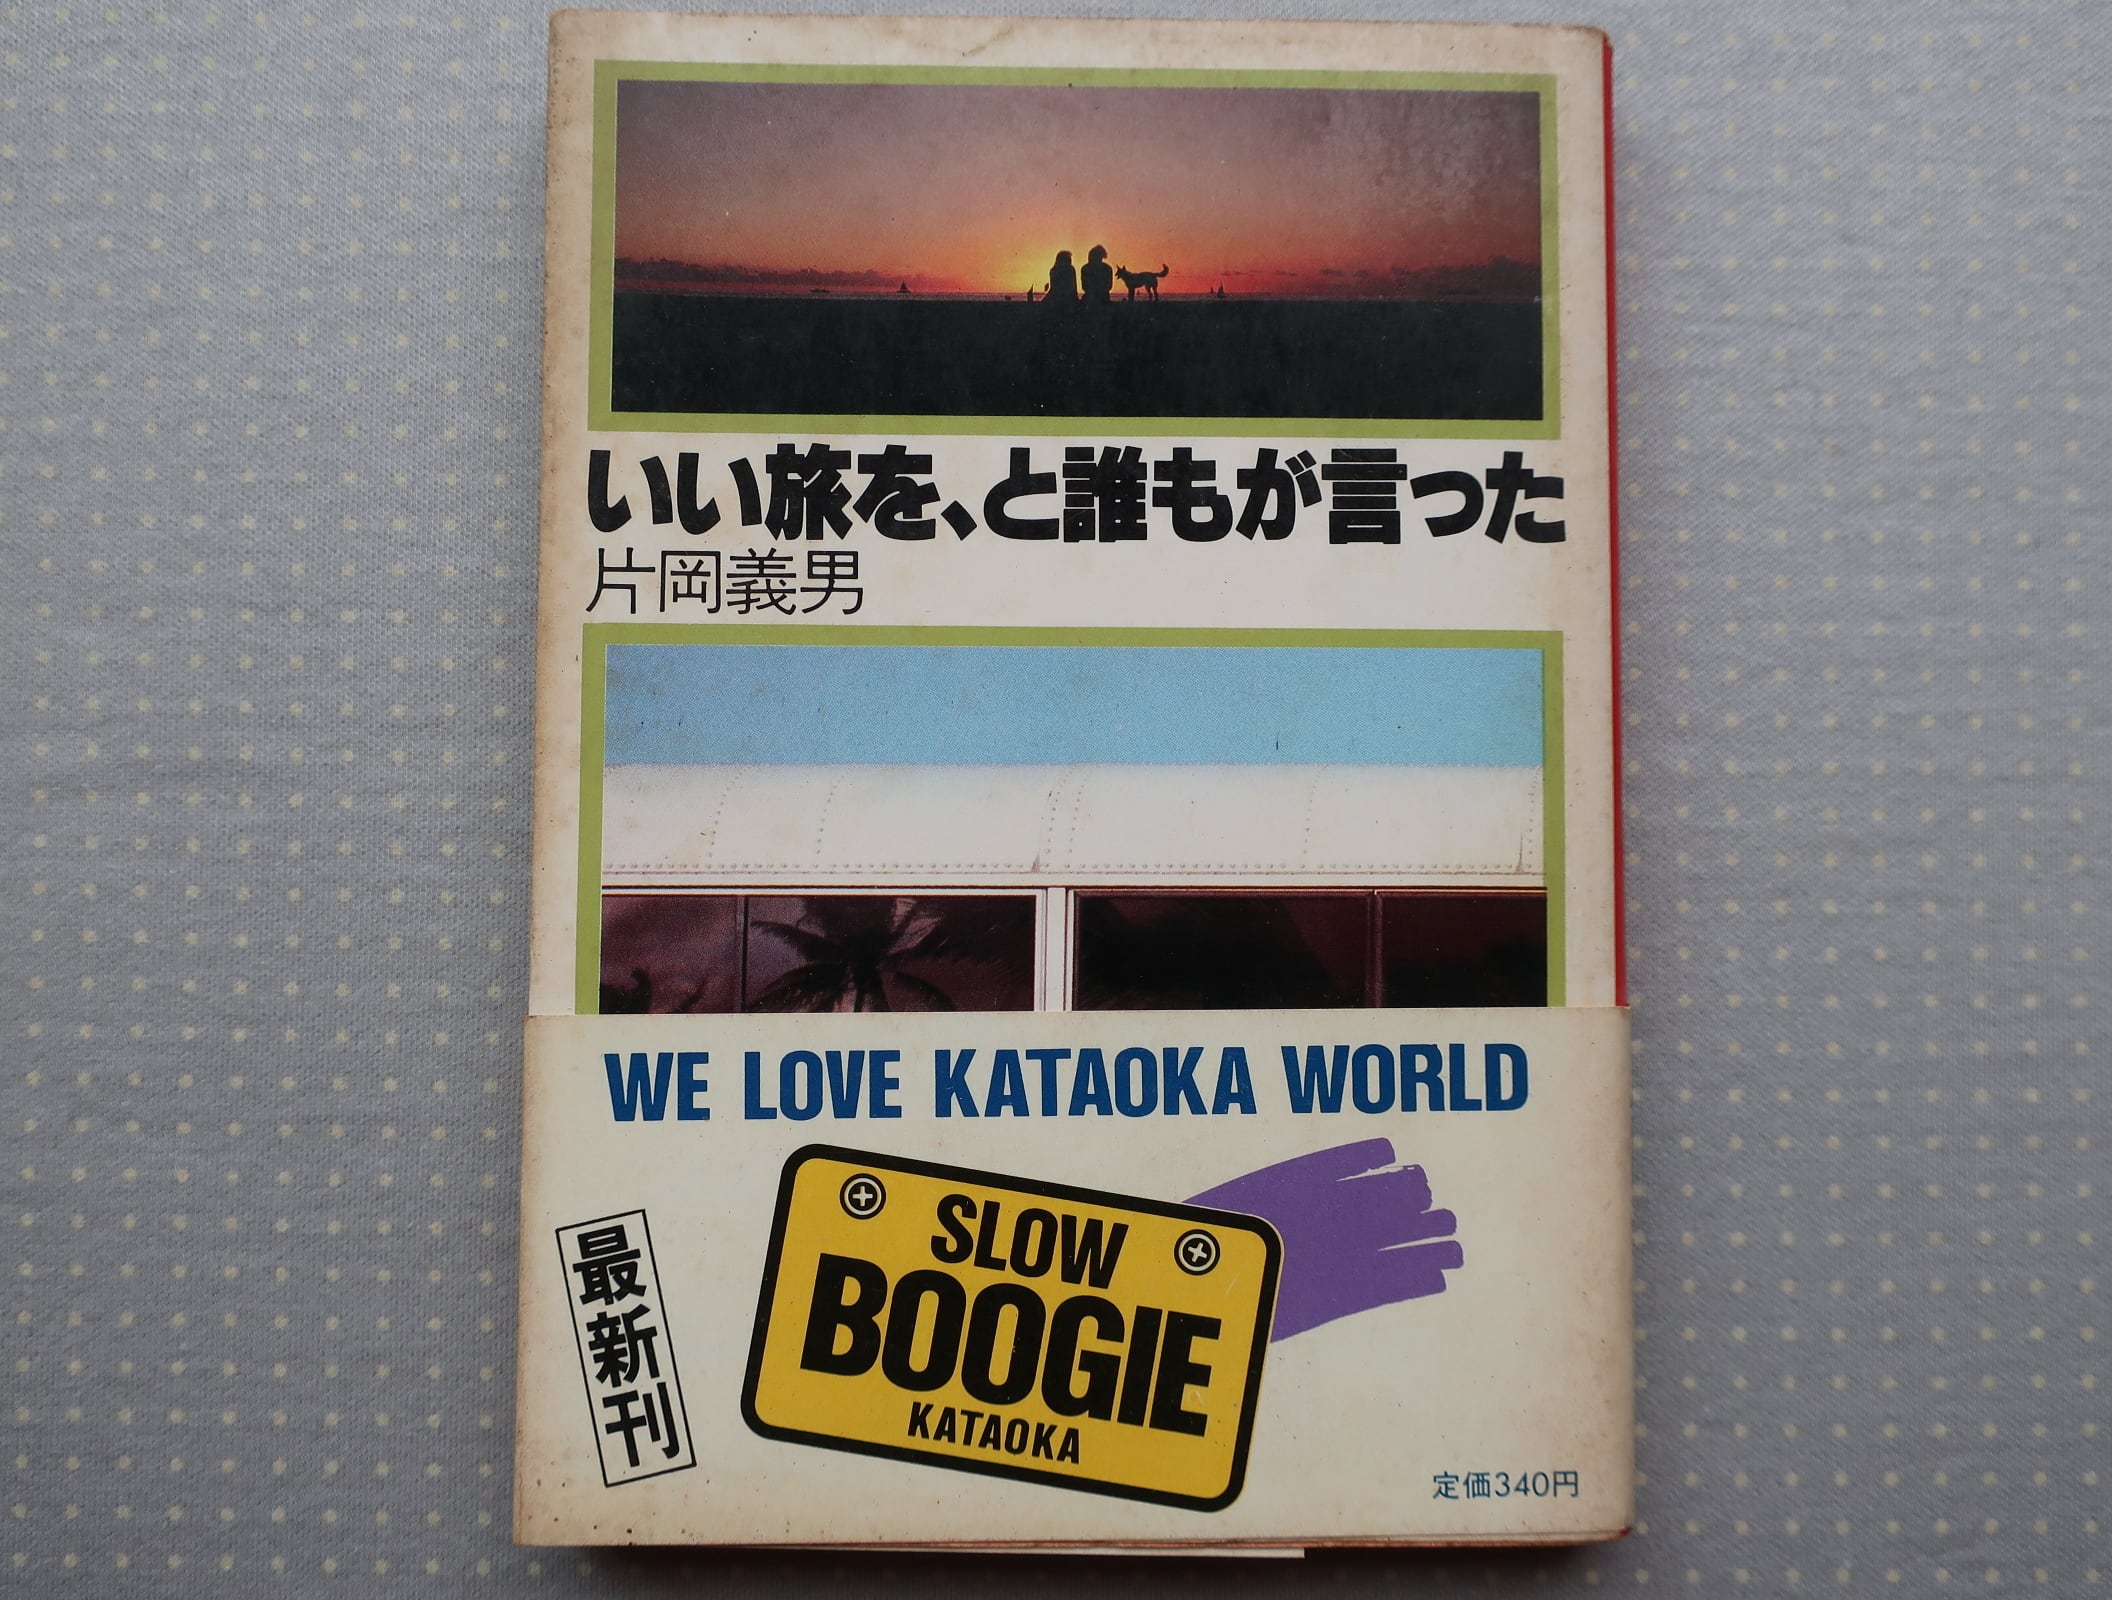 いい旅を、と誰もが言った
片岡義男
WE LOVE KATAOKA WORLD
最新刊
SLOW
BOOGIE
KATAOKA
定価340円